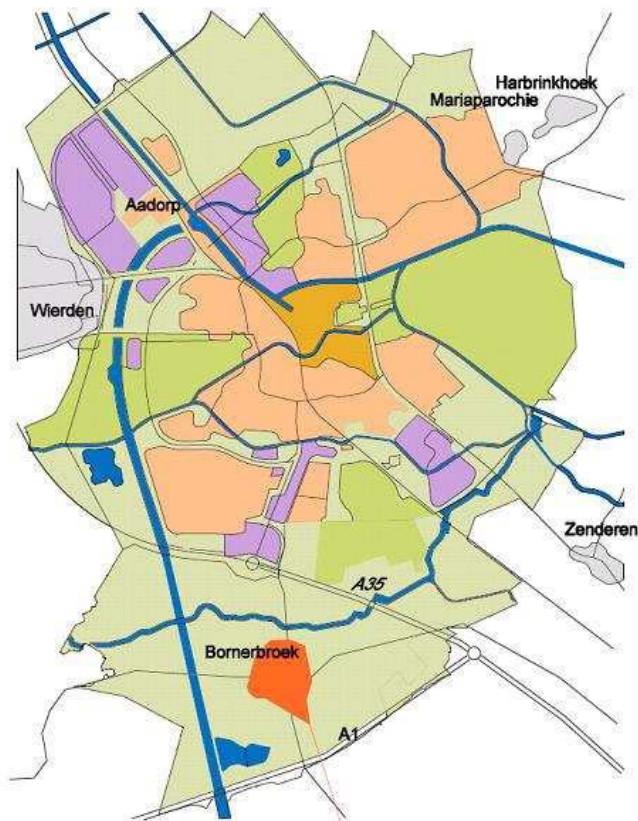 Harbrinkhoek
Mariaparochie
Aadorp
Wierden
Zenderen
A35
Bornerbroek
A1